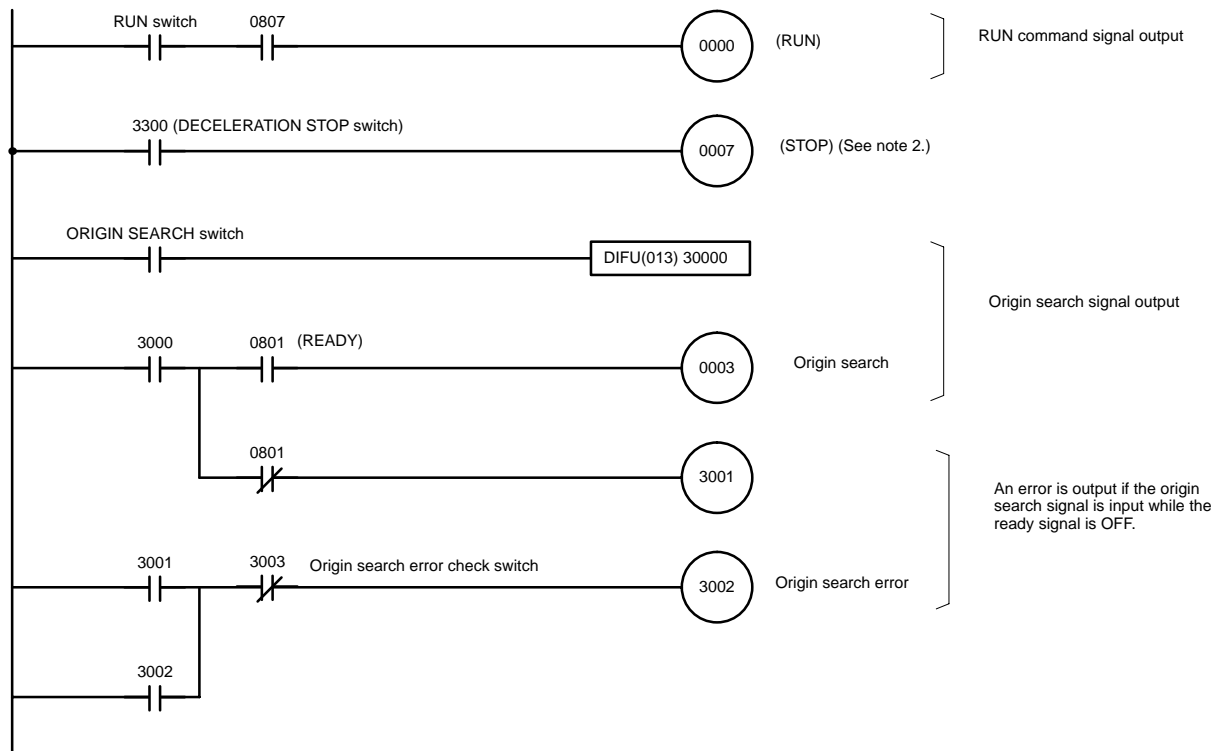 RUN switch
0807
0000
(RUN)
RUN command signal output
3300 (DECELERATION STOP switch)
0007
(STOP) (See note 2.)
ORIGIN SEARCH switch
DIFU(013) 30000
Origin search signal output
3000
0801
(READY)
0003
Origin search
0801
3001
An error is output if the origin
search signal is input while the
ready signal is OFF.
3001
3003
Origin search error check switch
3002
Origin search error
3002